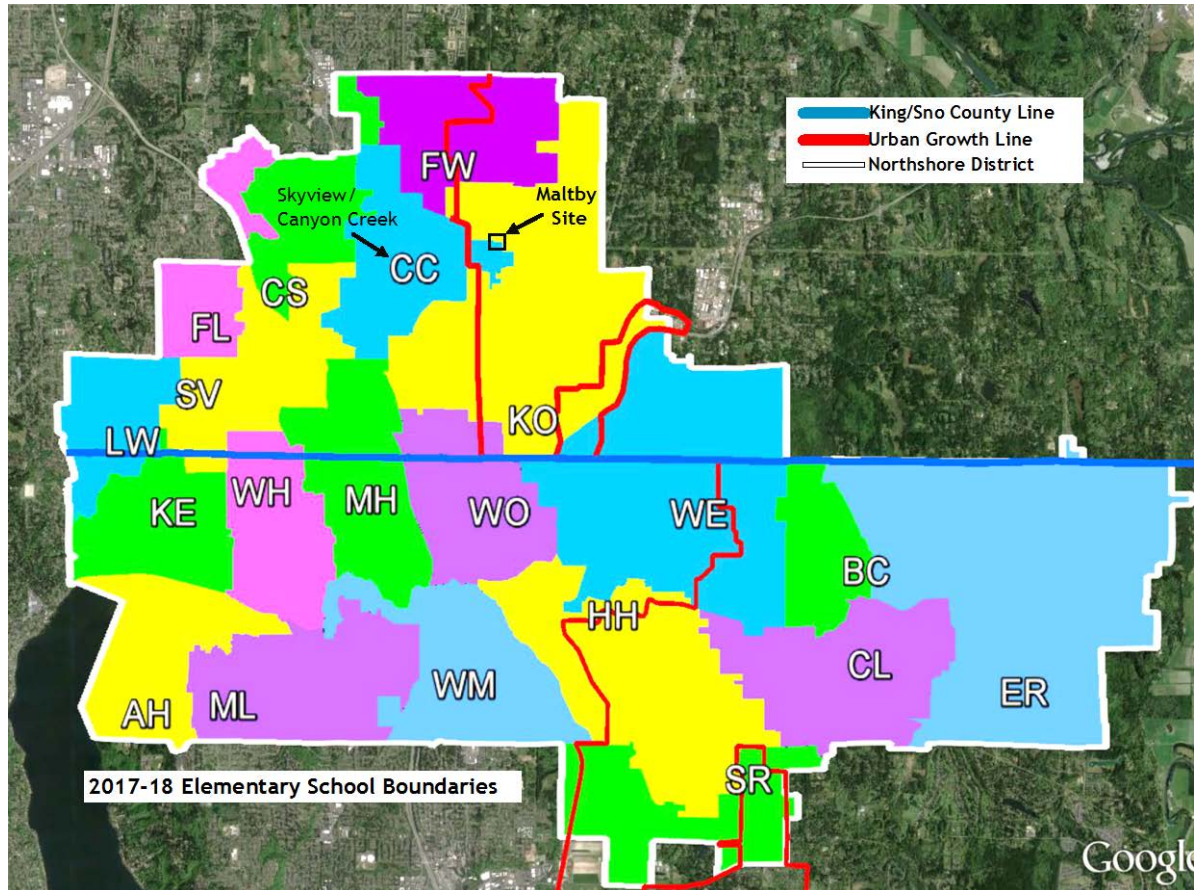 King/Sno County Line
Urban Growth Line
Northshore District
FW
Skyview/
Canyon Creek
Maltby
Site
CC
CS
FL
SV
KO
LW
WH
MH
WO
WE
KE
BC
HH
CL
WM
ER
AH
ML
SR
2017-18 Elementary School Boundaries
Google